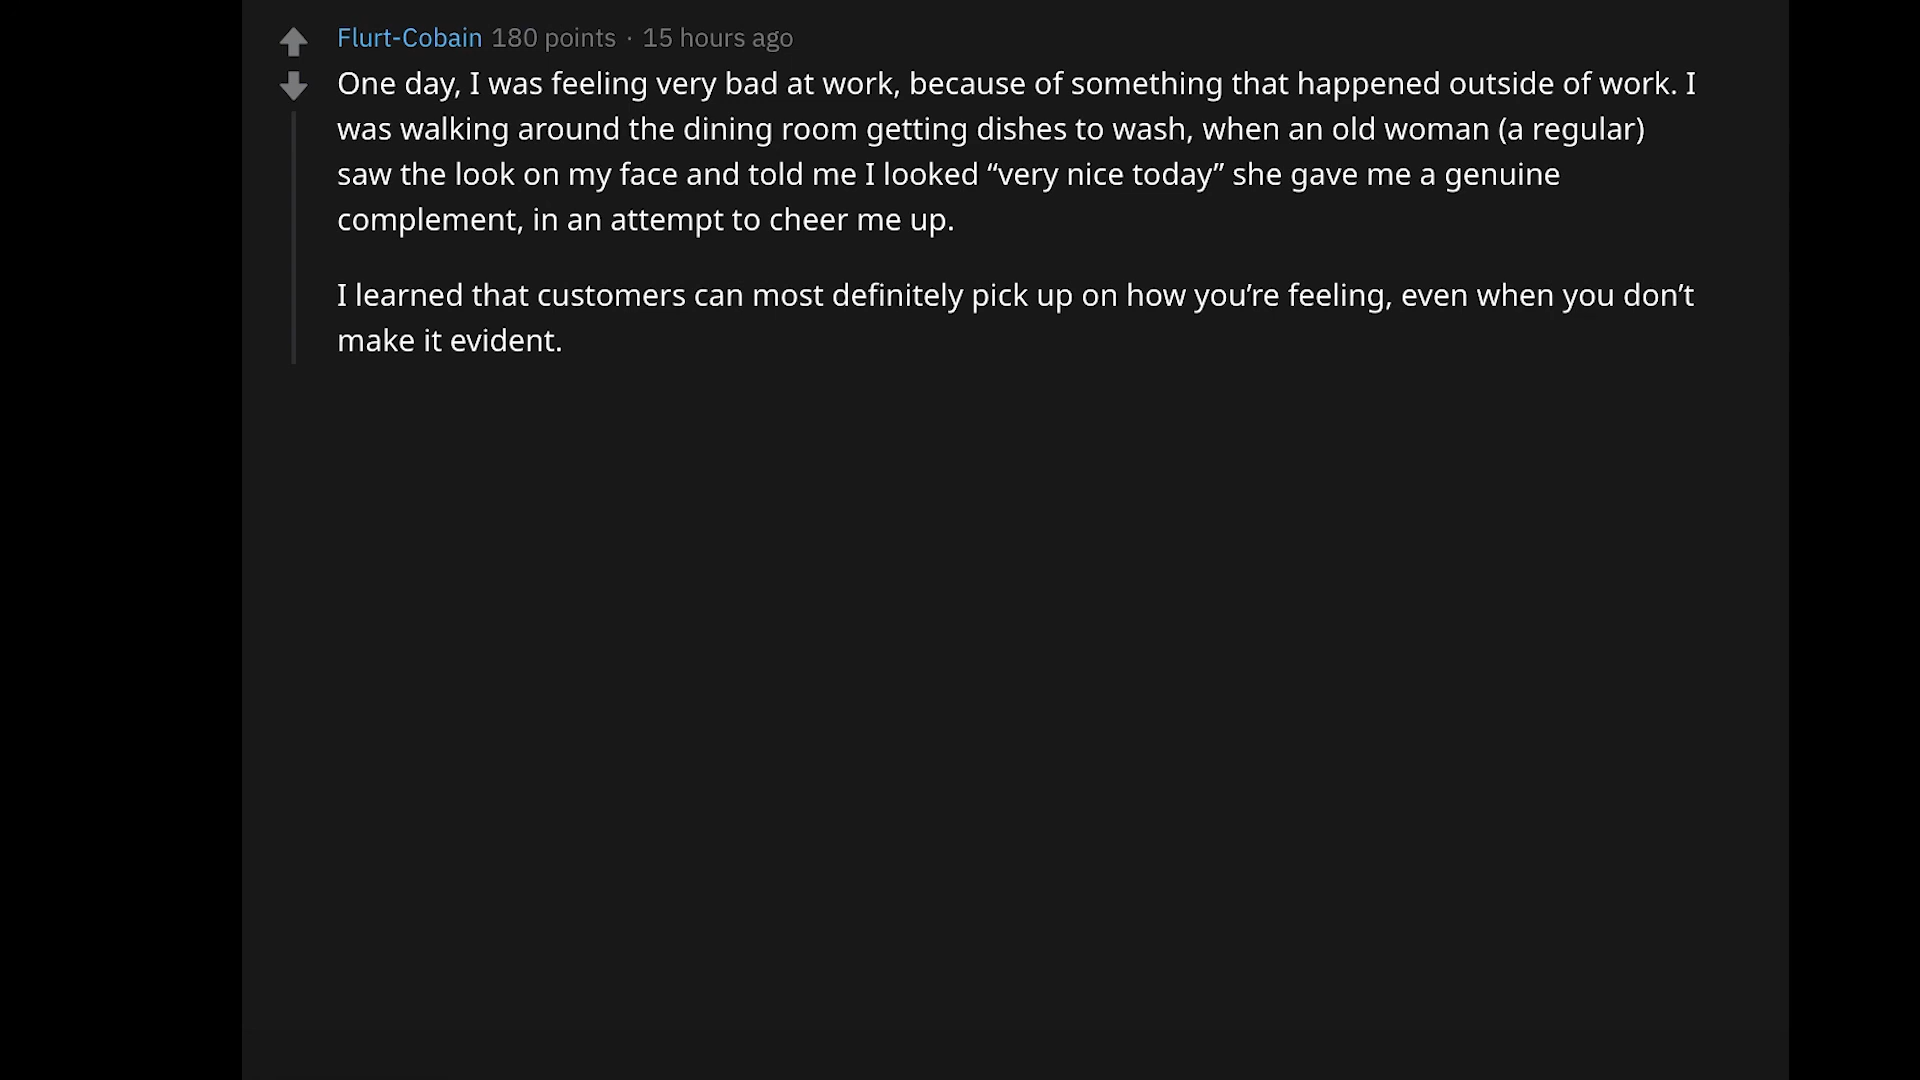 Flurt-Cobain 180 points · 15 hours ago
One day, I was feeling very bad at work, because of something that happened outside of work. I
was walking around the dining room getting dishes to wash, when an old woman (a regular)
saw the look on my face and told me I looked “very nice today” she gave me a genuine
complement, in an attempt to cheer me up.
I learned that customers can most definitely pick up on how you’re feeling, even when you don’t
make it evident.